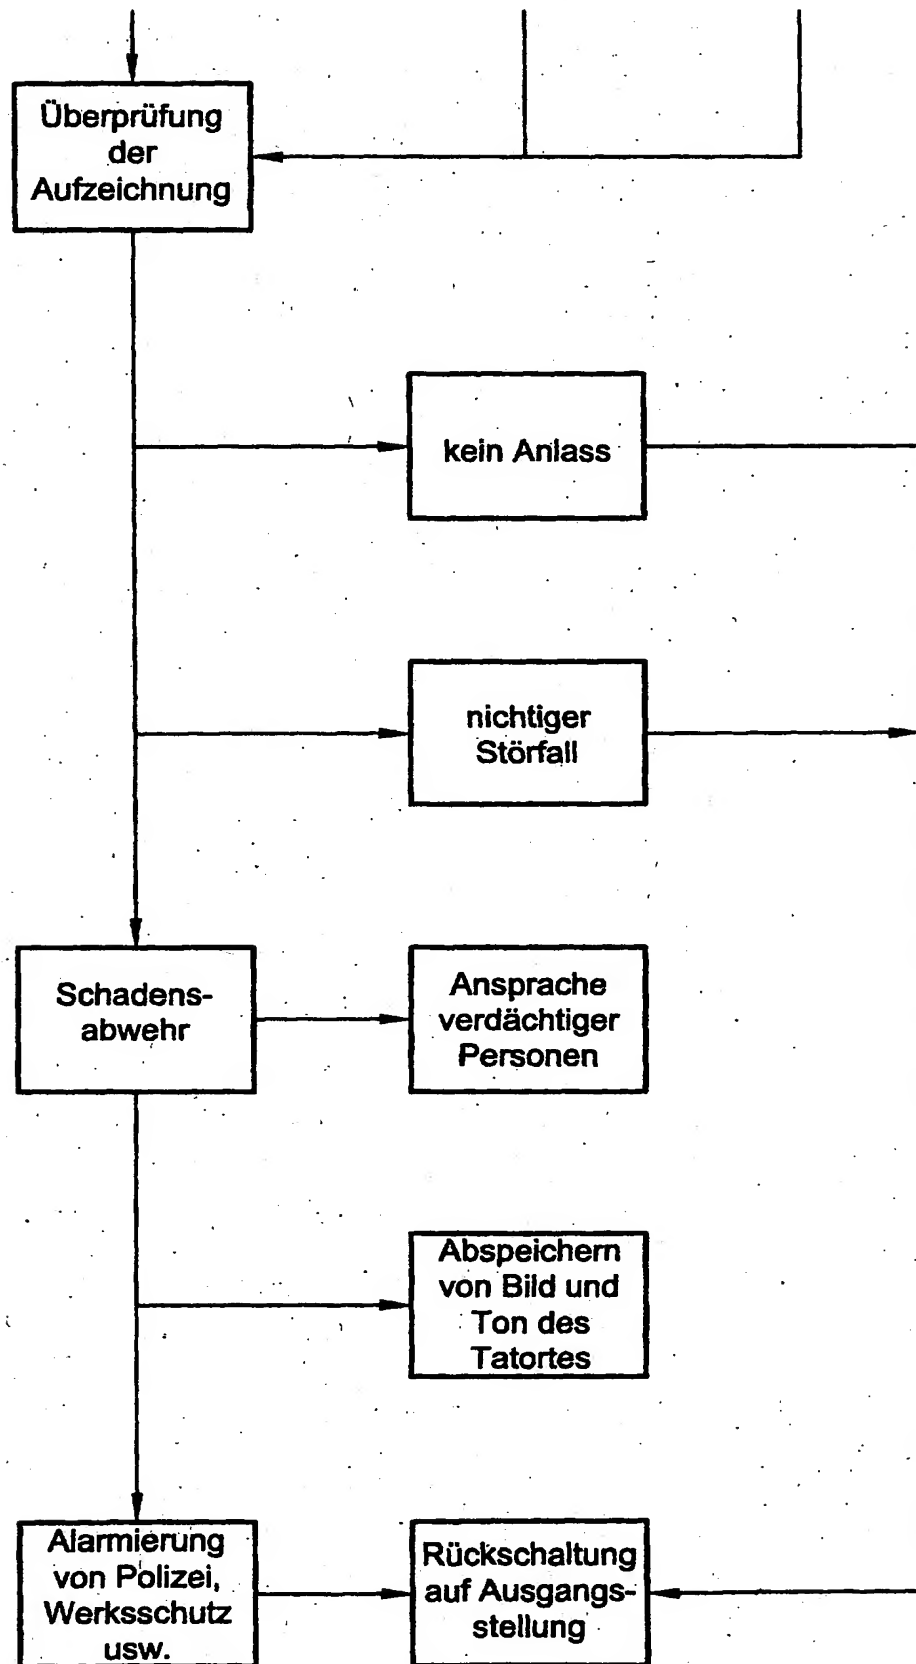 Überprüfung
der
Aufzeichnung
kein Anlass
nichtiger
Störfall
Schadens-
abwehr
Ansprache
verdächtiger
Personen
Abspeichern
von Bild und
Ton des
Tatortes
Alarmierung
von Polizei,
Werksschutz
usw.
Rückschaltung
auf Ausgangs-
stellung